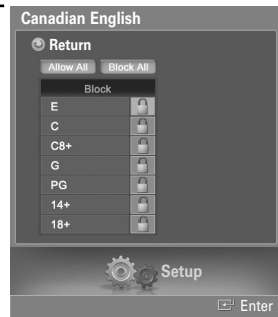 Canadian English
Return
Allow All Block All
Block
E
C
C8+
G
PG
14+
18+
Setup
Enter